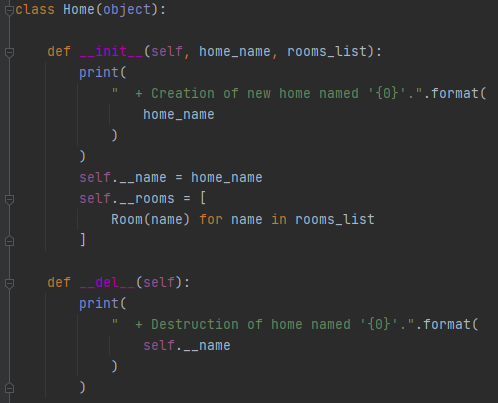 class Home(object):
def __init__(self, home_name, rooms_list):
print(
"  + Creation of new home named '{0}'.".format(
home_name
)
)
self.__name = home_name
self.__rooms = [
Room(name) for name in rooms_list
]
def __del__(self):
print(
"  + Destruction of home named '{0}'.".format(
self.__name
)
)